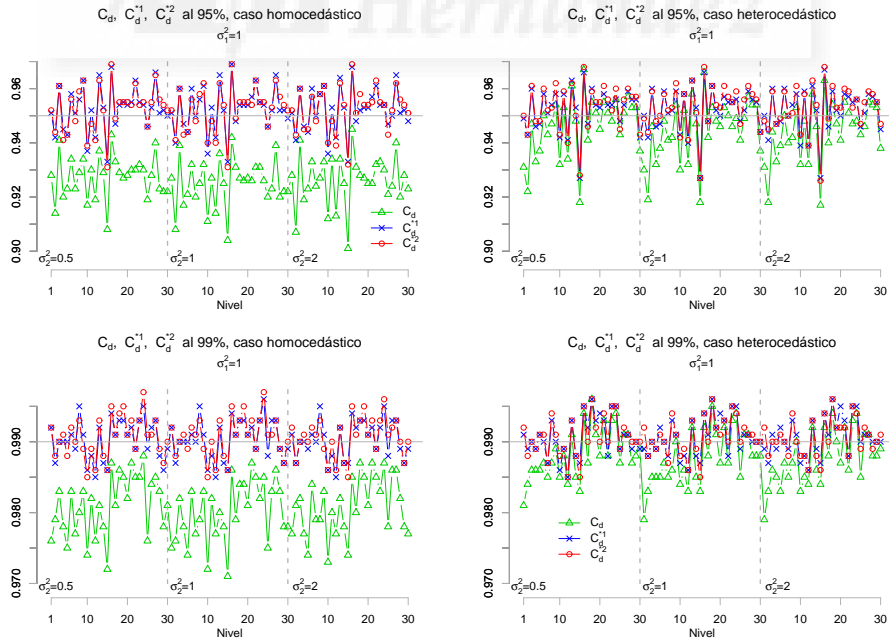 Hernández
C_d, C_d^{*1}, C_d^{*2} al 95%, caso homocedástico
σ_1^2=1
0.90 0.92 0.94 0.96
σ_2^2=0.5 σ_2^2=1 σ_2^2=2
C_d
C_d^{*1}
C_d^{*2}
1 10 20 30 10 20 30 10 20 30
Nivel
C_d, C_d^{*1}, C_d^{*2} al 95%, caso heterocedástico
σ_1^2=1
0.90 0.92 0.94 0.96
σ_2^2=0.5 σ_2^2=1 σ_2^2=2
1 10 20 30 10 20 30 10 20 30
Nivel
C_d, C_d^{*1}, C_d^{*2} al 99%, caso homocedástico
σ_1^2=1
0.970 0.980 0.990
σ_2^2=0.5 σ_2^2=1 σ_2^2=2
1 10 20 30 10 20 30 10 20 30
Nivel
C_d, C_d^{*1}, C_d^{*2} al 99%, caso heterocedástico
σ_1^2=1
0.970 0.980 0.990
C_d
C_d^{*1}
C_d^{*2}
σ_2^2=0.5 σ_2^2=1 σ_2^2=2
1 10 20 30 10 20 30 10 20 30
Nivel